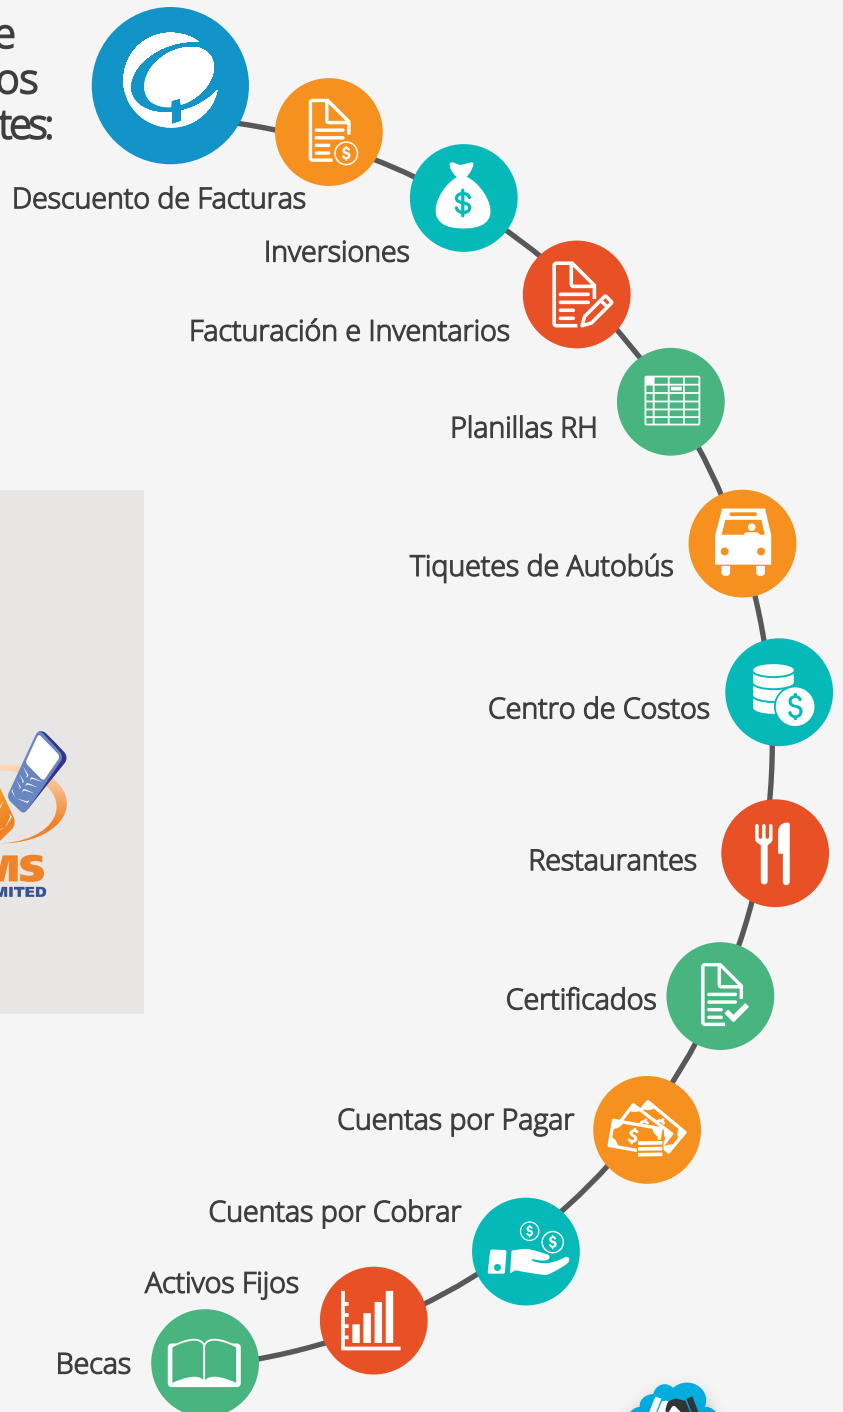 tes:
Descuento de Facturas
Inversiones
Facturación e Inventarios
Planillas RH
Tiquetes de Autobús
Centro de Costos
Restaurantes
Certificados
Cuentas por Pagar
Cuentas por Cobrar
Activos Fijos
Becas